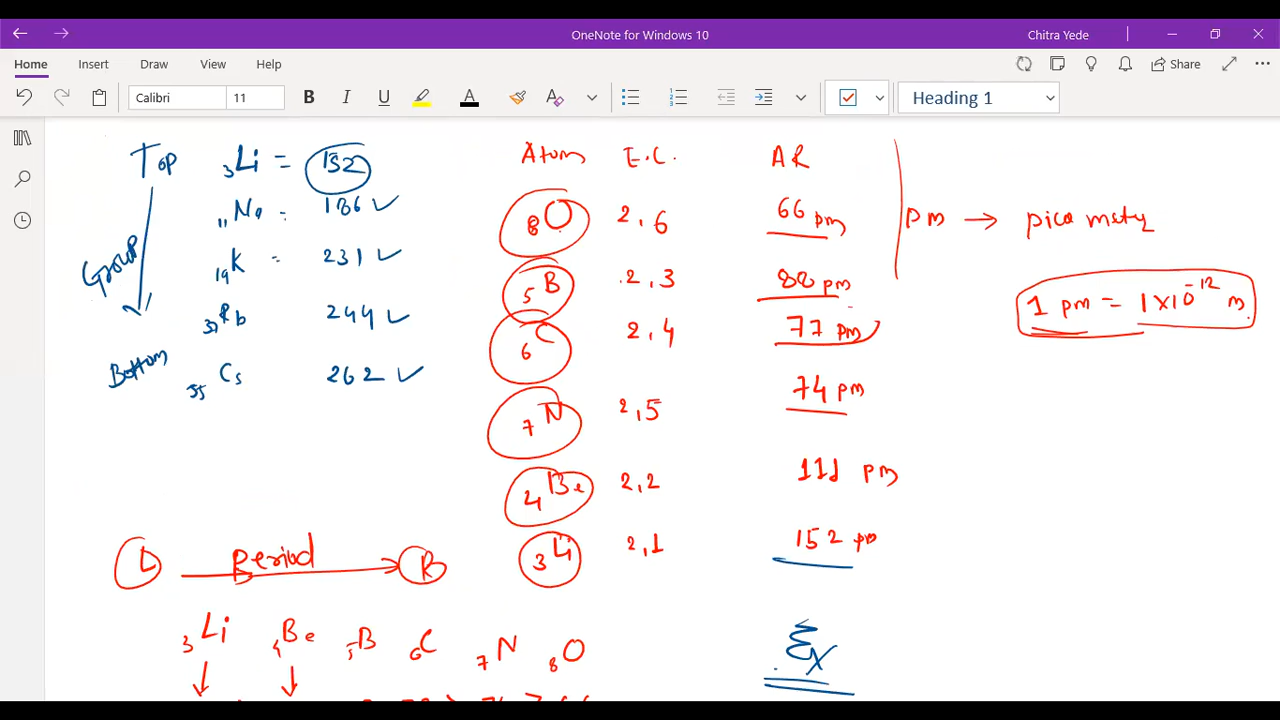 OneNote for Windows 10
Chitra Yede
Home Insert Draw View Help
Share
Calibri 11 B I U A Heading 1
Top
Group
Bottom
3Li = 152
11Na = 186 ✓
19K = 231 ✓
37Rb 244 ✓
55Cs 262 ✓
Atom E.C. AR
8O 2,6 66 pm
5B 2,3 88 pm
6C 2,4 77 pm
7N 2,5 74 pm
4Be 2,2 111 pm
3Li 2,1 152 pm
pm →
1 pm = 1×10⁻¹² m.
L period → R
3Li 4Be 5B 6C 7N 8O